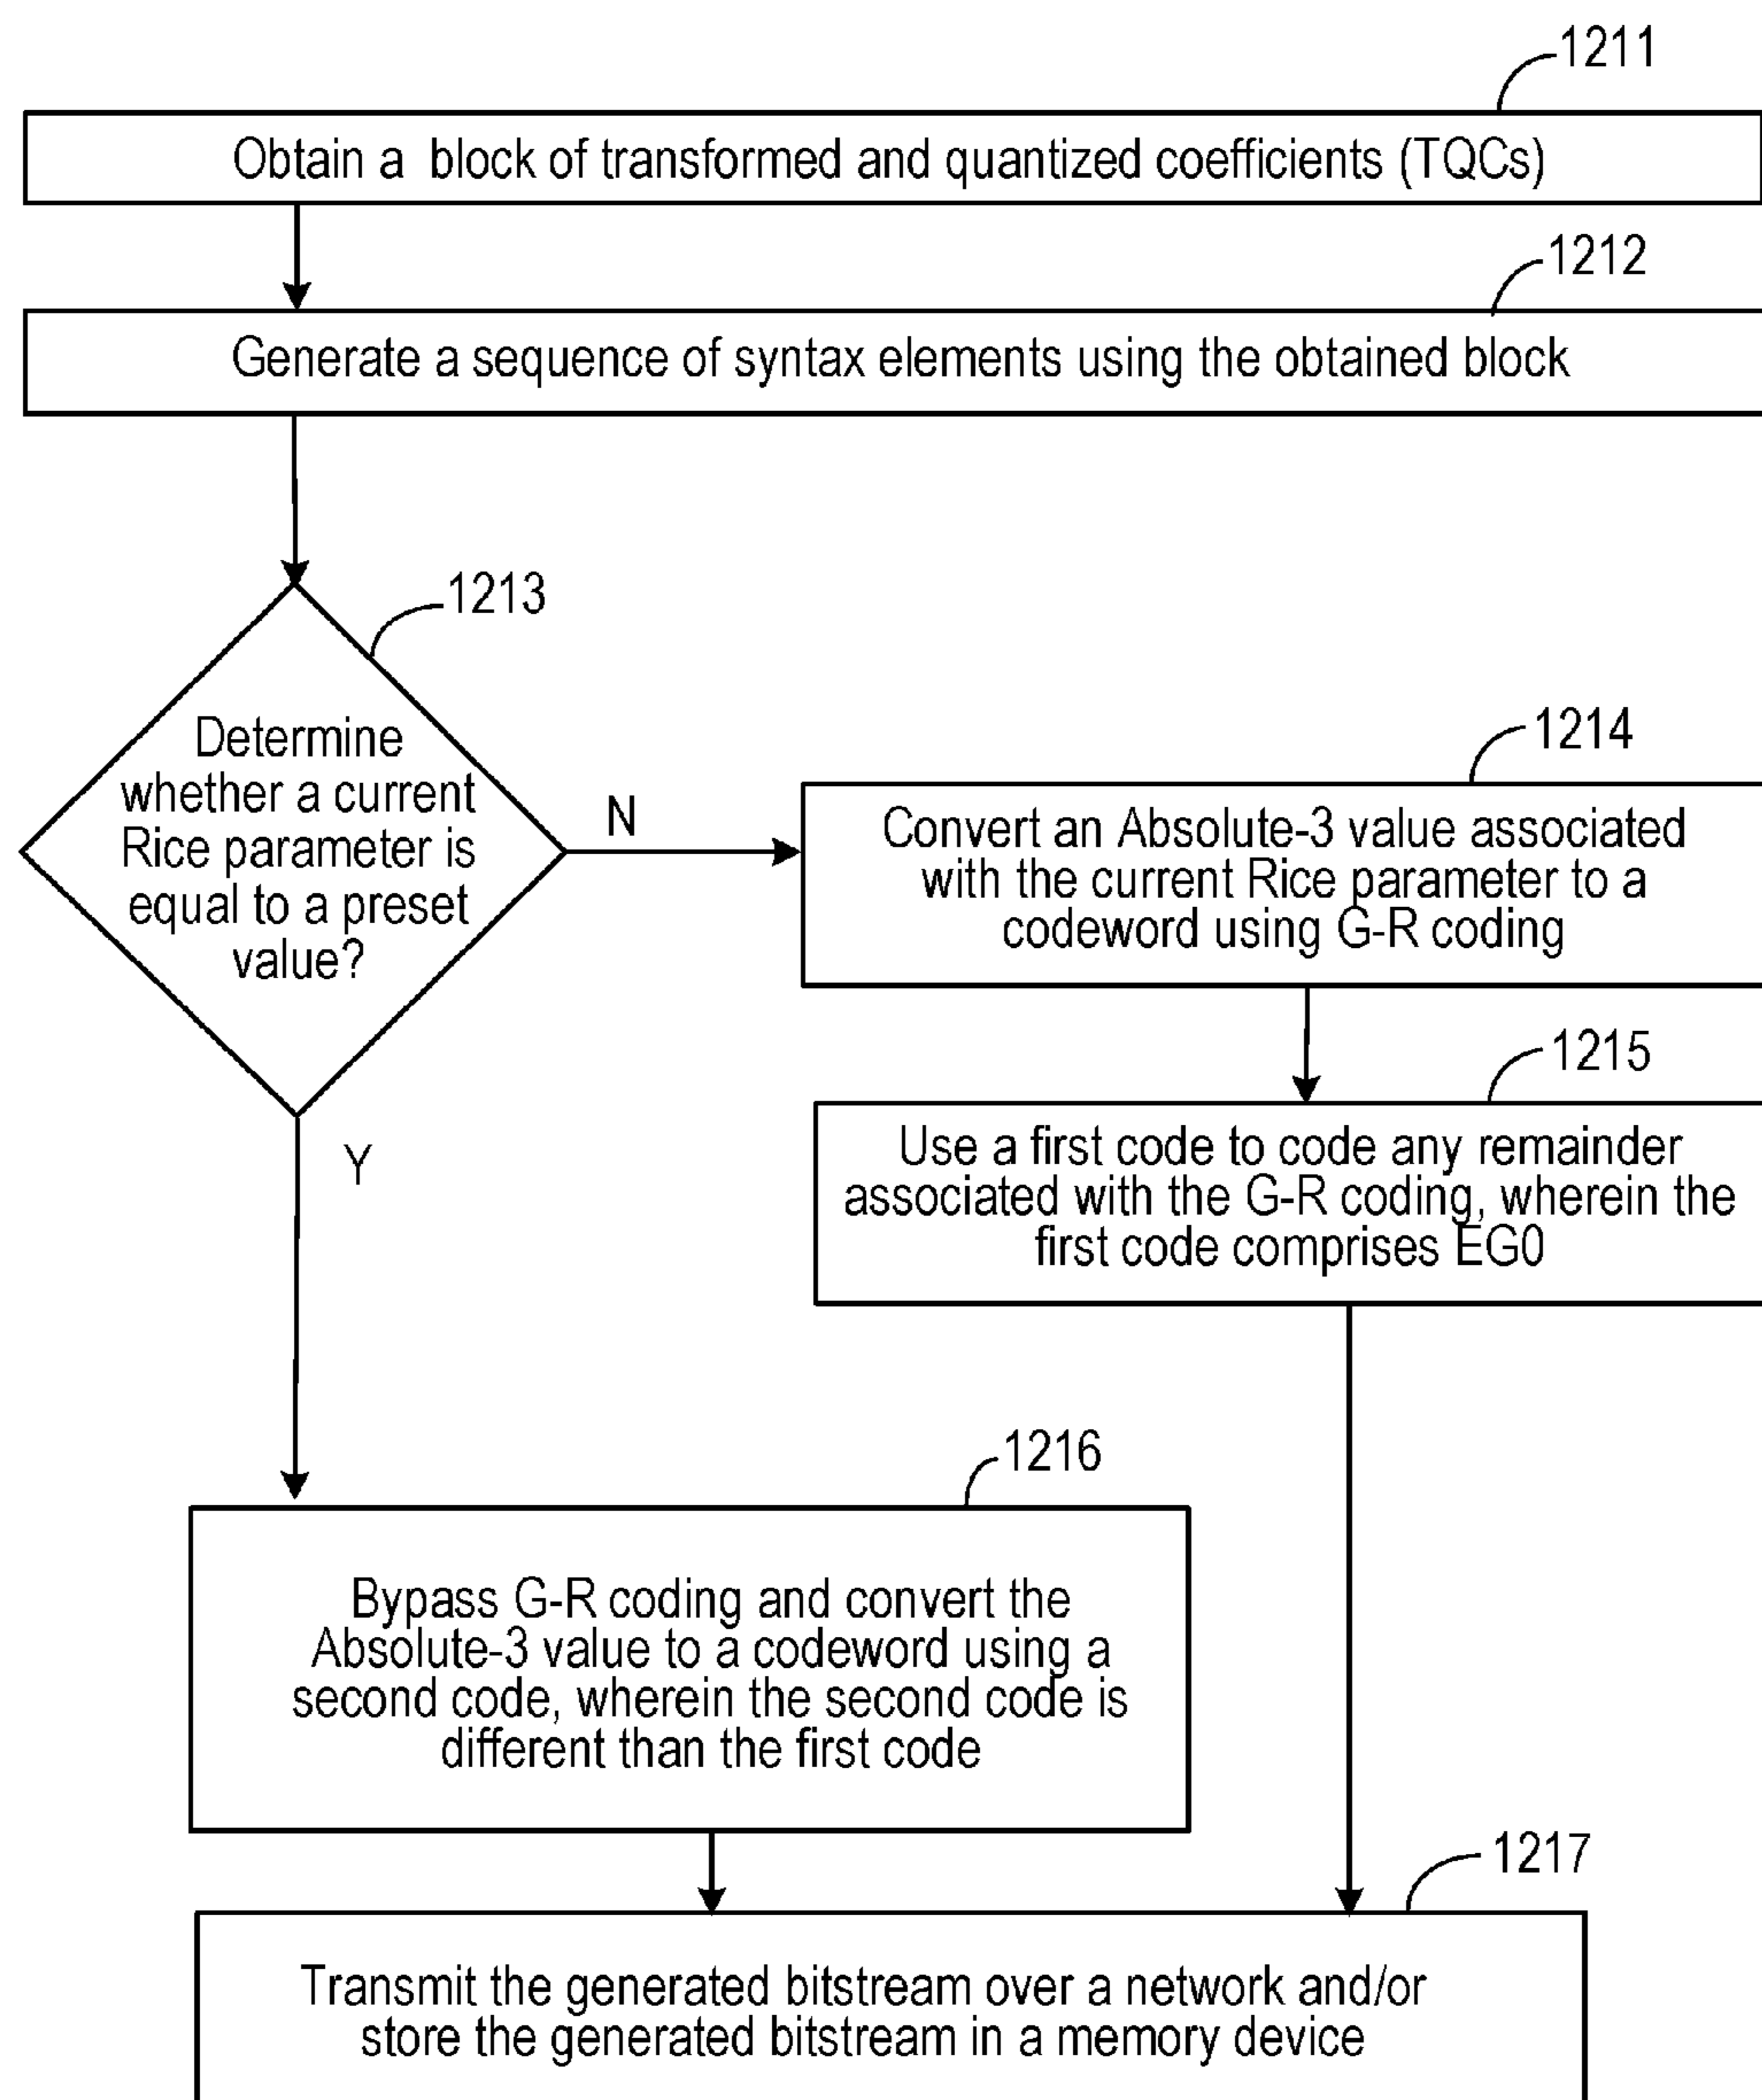 1211
Obtain a block of transformed and quantized coefficients (TQCs)
1212
Generate a sequence of syntax elements using the obtained block
1213
Determine
whether a current
Rice parameter is
equal to a preset
value?
N
1214
Convert an Absolute-3 value associated
with the current Rice parameter to a
codeword using G-R coding
1215
Use a first code to code any remainder
associated with the G-R coding, wherein the
first code comprises EG0
Y
1216
Bypass G-R coding and convert the
Absolute-3 value to a codeword using a
second code, wherein the second code is
different than the first code
1217
Transmit the generated bitstream over a network and/or
store the generated bitstream in a memory device